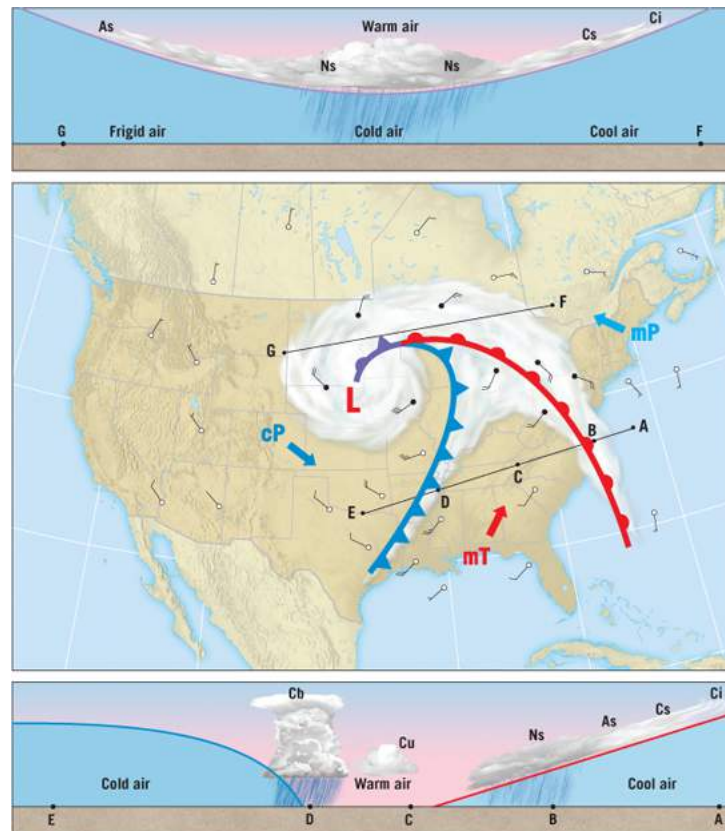 As Warm air Ci
Cs
Ns Ns
G Frigid air Cold air Cool air F
F
G
mP
L
A
B
cP
C
D
E
mT
Cb
Ci
Cs
As
Ns
Cu
Cold air Warm air Cool air
E D C B A